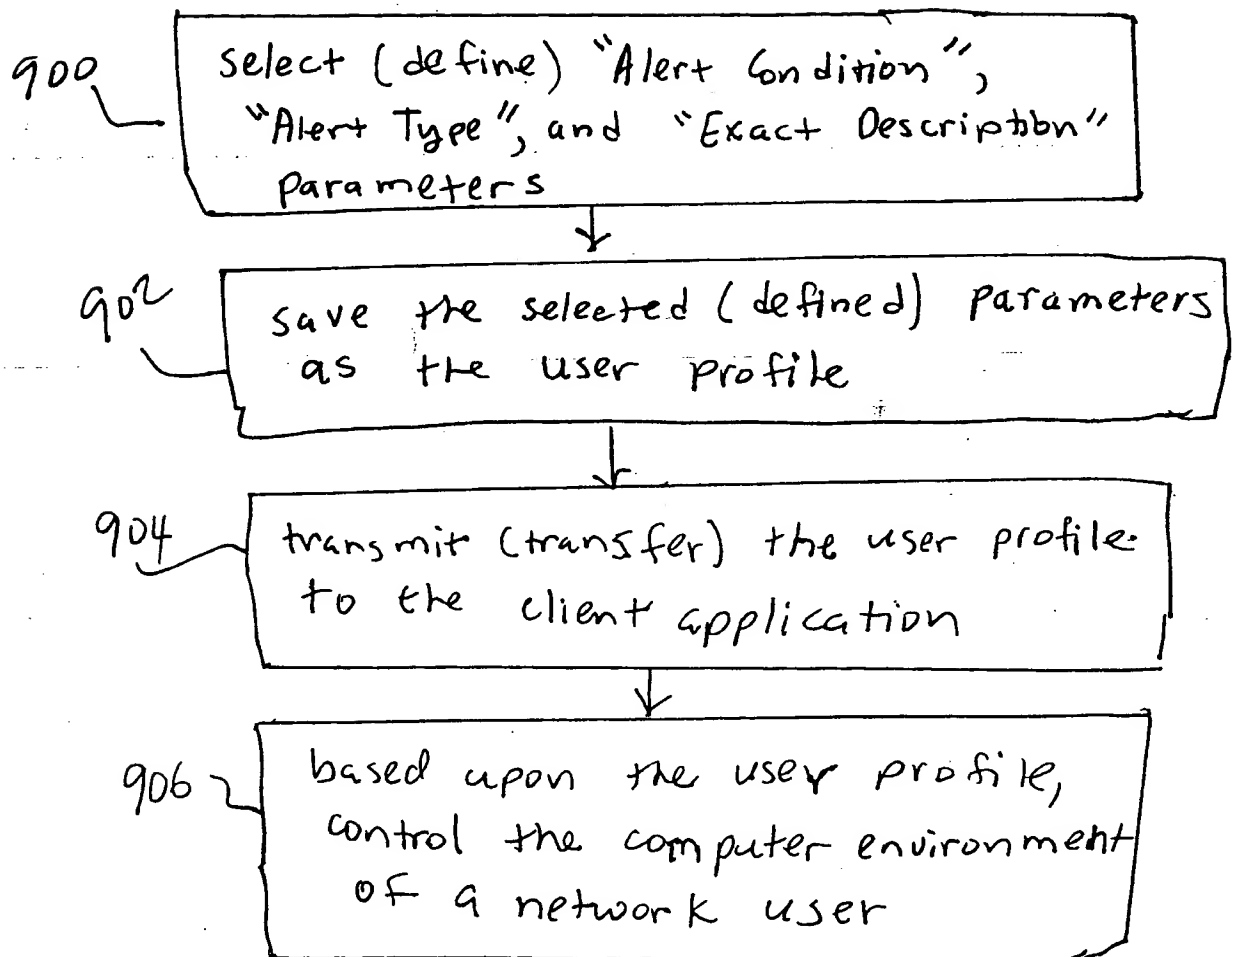 900
select (define) "Alert Condition",
"Alert Type", and "Exact Description"
parameters
902
save the selected (defined) parameters
as the user profile
904
transmit (transfer) the user profile
to the client application
906
based upon the user profile,
control the computer environment
of a network user